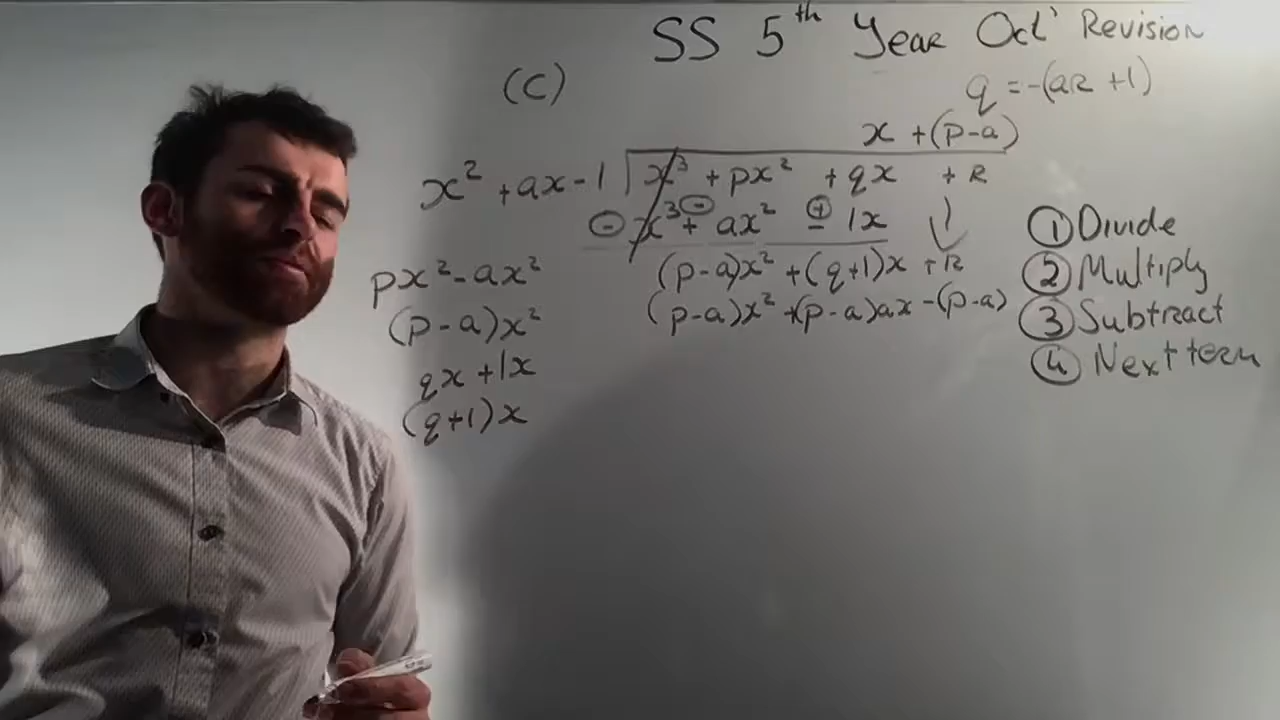 SS 5th Year Oct' Revision
(C)
q = -(aR + 1)
x + (p-a)
x² + ax - 1 | x³ + px² + qx + R
⊖ x³ ⊖ + ax² ⊕ - 1x
(p-a)x² + (q+1)x + R
(p-a)x² + (p-a)ax - (p-a)
px² - ax²
(p-a)x²
qx + 1x
(q+1)x
① Divide
② Multiply
③ Subtract
④ Next term